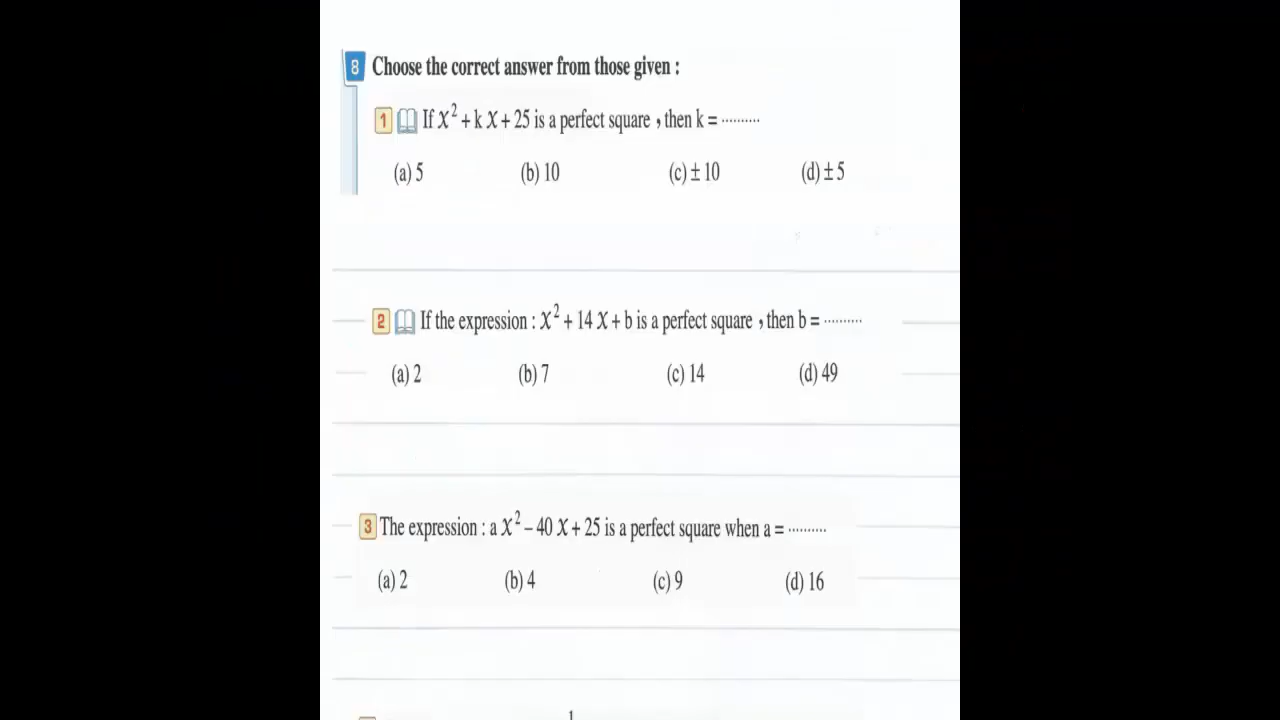 8 Choose the correct answer from those given :
1 If x² + k x + 25 is a perfect square , then k = ··········
(a) 5 (b) 10 (c) ± 10 (d) ± 5
2 If the expression : x² + 14 x + b is a perfect square , then b = ··········
(a) 2 (b) 7 (c) 14 (d) 49
3 The expression : a x² – 40 x + 25 is a perfect square when a = ··········
(a) 2 (b) 4 (c) 9 (d) 16